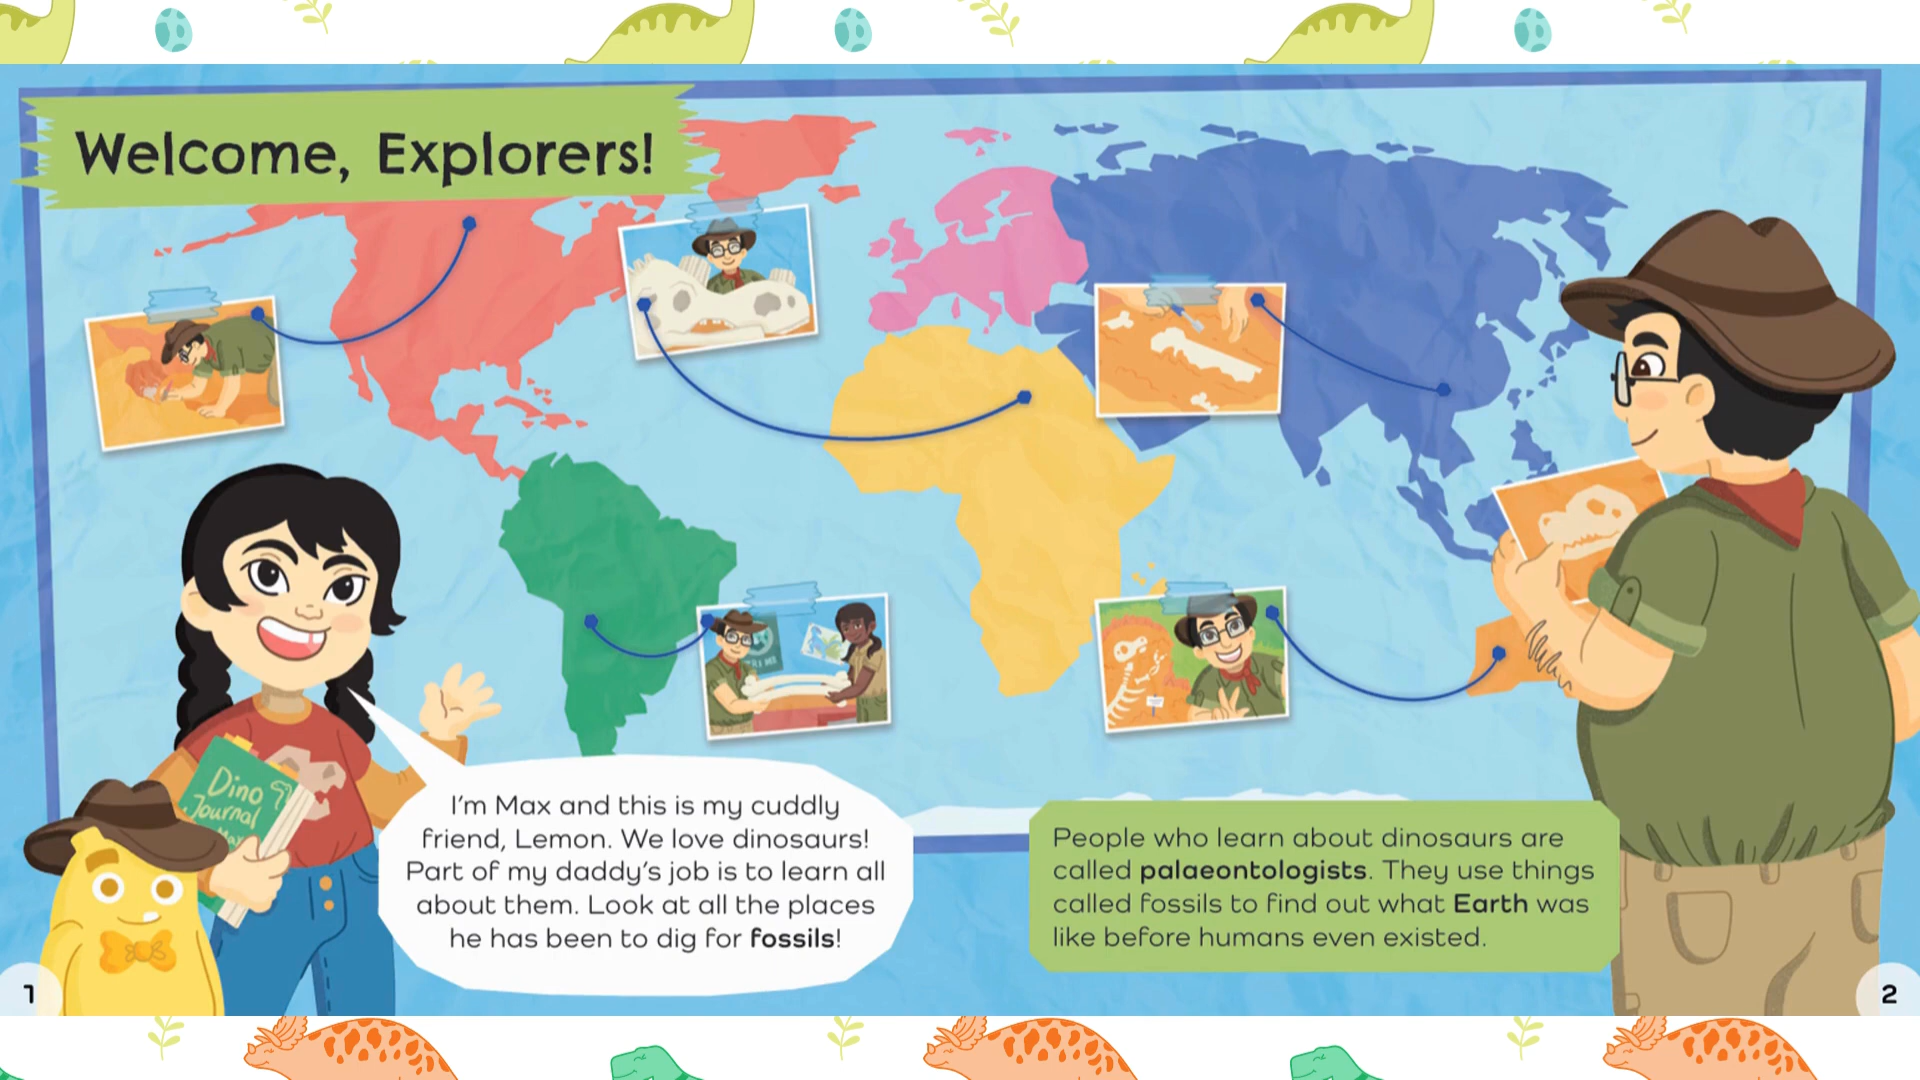 Welcome, Explorers!
Dino
Journal
I'm Max and this is my cuddly
friend, Lemon. We love dinosaurs!
Part of my daddy's job is to learn all
about them. Look at all the places
he has been to dig for fossils!
People who learn about dinosaurs are
called palaeontologists. They use things
called fossils to find out what Earth was
like before humans even existed.
1
2